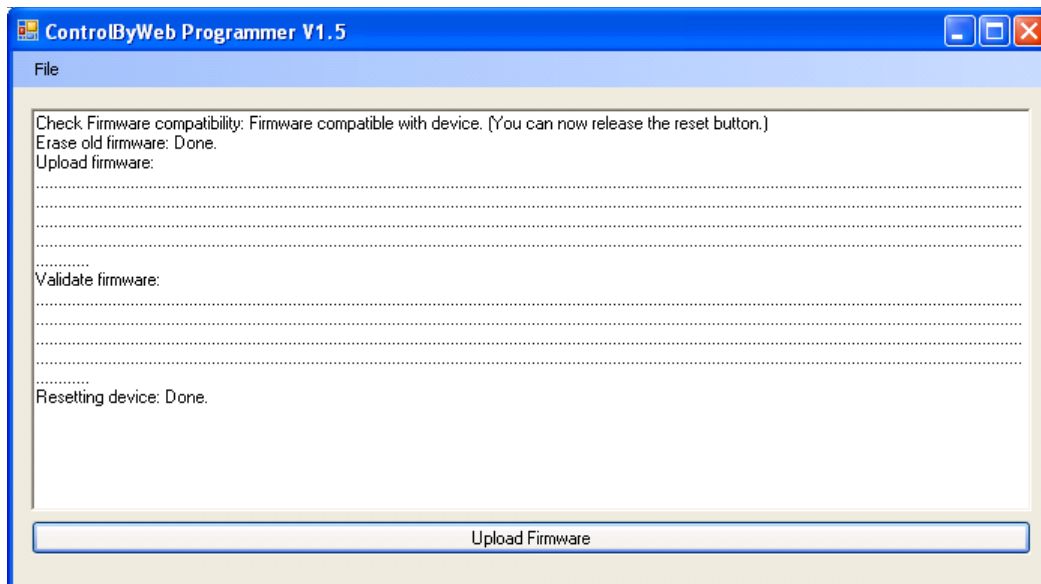 ControlByWeb Programmer V1.5
File
Check Firmware compatibility: Firmware compatible with device. (You can now release the reset button.)
Erase old firmware: Done.
Upload firmware:
....................................................................................................................................................................................................................................
....................................................................................................................................................................................................................................
....................................................................................................................................................................................................................................
....................................................................................................................................................................................................................................
............
Validate firmware:
....................................................................................................................................................................................................................................
....................................................................................................................................................................................................................................
....................................................................................................................................................................................................................................
....................................................................................................................................................................................................................................
............
Resetting device: Done.
Upload Firmware